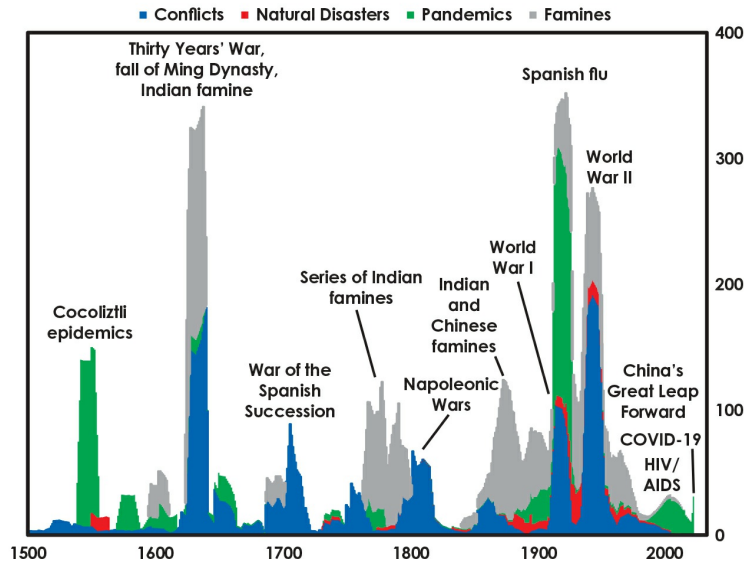 Conflicts Natural Disasters Pandemics Famines
400
Thirty Years’ War,
fall of Ming Dynasty,
Indian famine
Spanish flu
300
World
War II
World
War I
200
Series of Indian
famines
Indian
and
Chinese
famines
Cocoliztli
epidemics
War of the
Spanish
Succession
Napoleonic
Wars
China’s
Great Leap
Forward
100
COVID-19
HIV/
AIDS
0
1500 1600 1700 1800 1900 2000